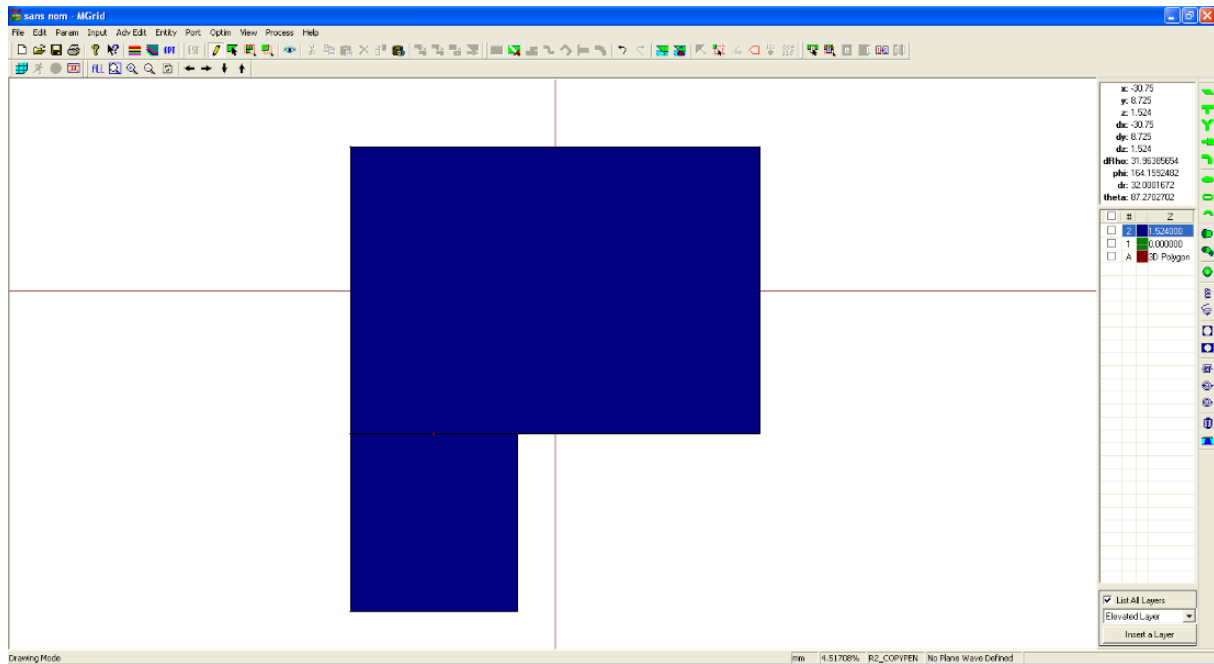 sans nom - MGrid
File Edit Param Input Adv Edit Entity Port Optim View Process Help
ALL
x: -30.75
y: 8.725
z: 1.524
dx: -30.75
dy: 8.725
dz: 1.524
dRho: 31.96385654
phi: 164.1592482
dr: 32.0001672
theta: 87.2702702
# Z
2 1.524000
1 0.000000
A 3D Polygon
List All Layers
Elevated Layer
Insert a Layer
Drawing Mode mm 4.51708% R2_COPYPEN No Plane Wave Defined